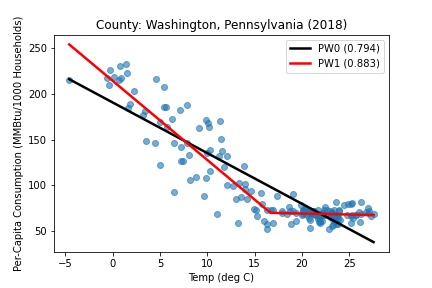 County: Washington, Pennsylvania (2018)
Per-Capita Consumption (MMBtu/1000 Households)
250
200
150
100
50
PW0 (0.794)
PW1 (0.883)
−5 0 5 10 15 20 25
Temp (deg C)